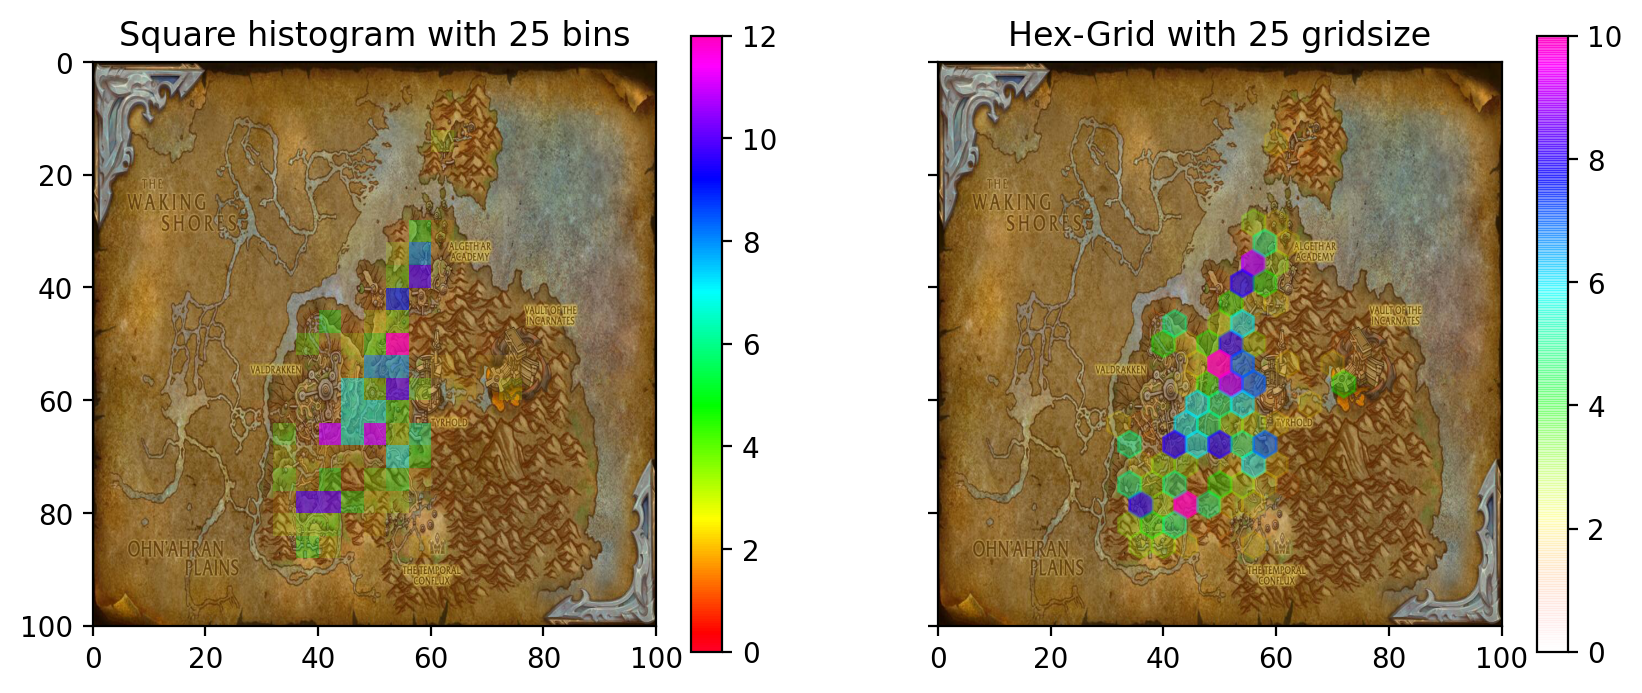 Square histogram with 25 bins
0
20
40
60
80
100
0
20
40
60
80
100
THE
WAKING
SHORES
ALGETH'AR
ACADEMY
VAULT OF THE
INCARNATES
VALDRAKKEN
TYRHOLD
OHN'AHRAN
PLAINS
THE TEMPORAL
CONFLUX
12
10
8
6
4
2
0
Hex-Grid with 25 gridsize
THE
WAKING
SHORES
ALGETH'AR
ACADEMY
VAULT OF THE
INCARNATES
VALDRAKKEN
TYRHOLD
OHN'AHRAN
PLAINS
THE TEMPORAL
CONFLUX
0
20
40
60
80
100
10
8
6
4
2
0